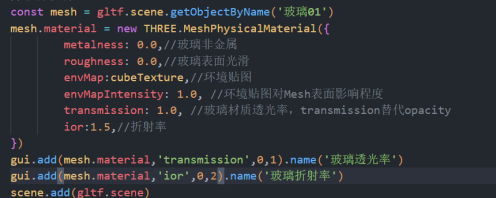 const mesh = gltf.scene.getObjectByName('玻璃01')
mesh.material = new THREE.MeshPhysicalMaterial({
metalness: 0.0,//玻璃非金属
roughness: 0.0,//玻璃表面光滑
envMap:cubeTexture,//环境贴图
envMapIntensity: 1.0, //环境贴图对Mesh表面影响程度
transmission: 1.0, //玻璃材质透光率，transmission替代opacity
ior:1.5,//折射率
})
gui.add(mesh.material,'transmission',0,1).name('玻璃透光率')
gui.add(mesh.material,'ior',0,2).name('玻璃折射率')
scene.add(gltf.scene)